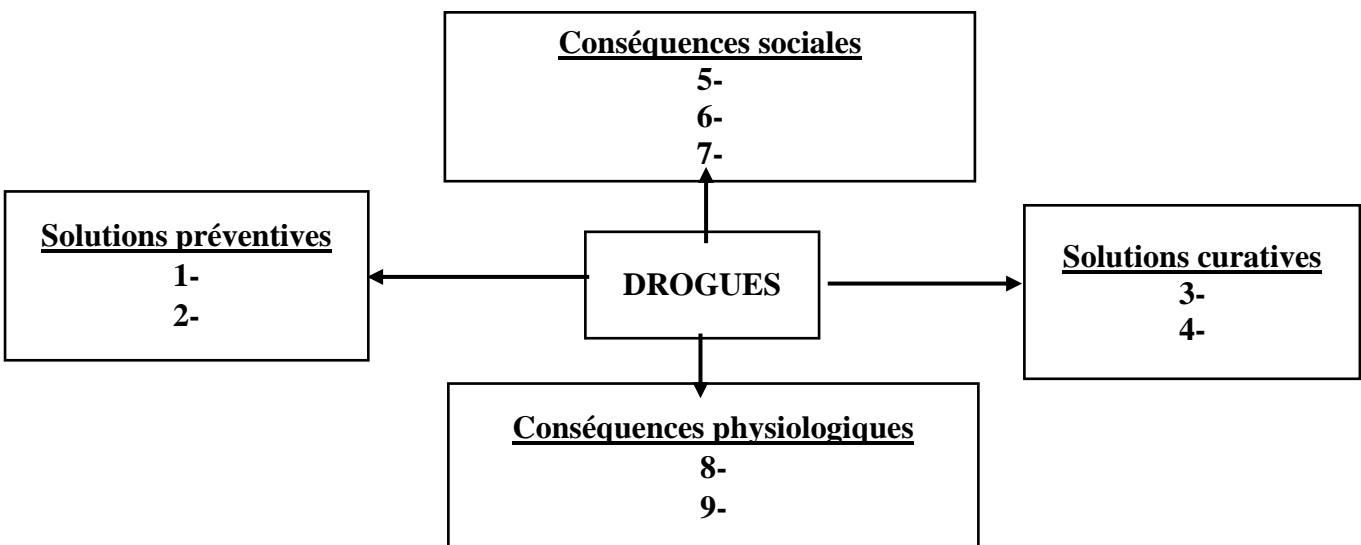 Conséquences sociales
5-
6-
7-
Solutions préventives
1-
2-
DROGUES
Solutions curatives
3-
4-
Conséquences physiologiques
8-
9-